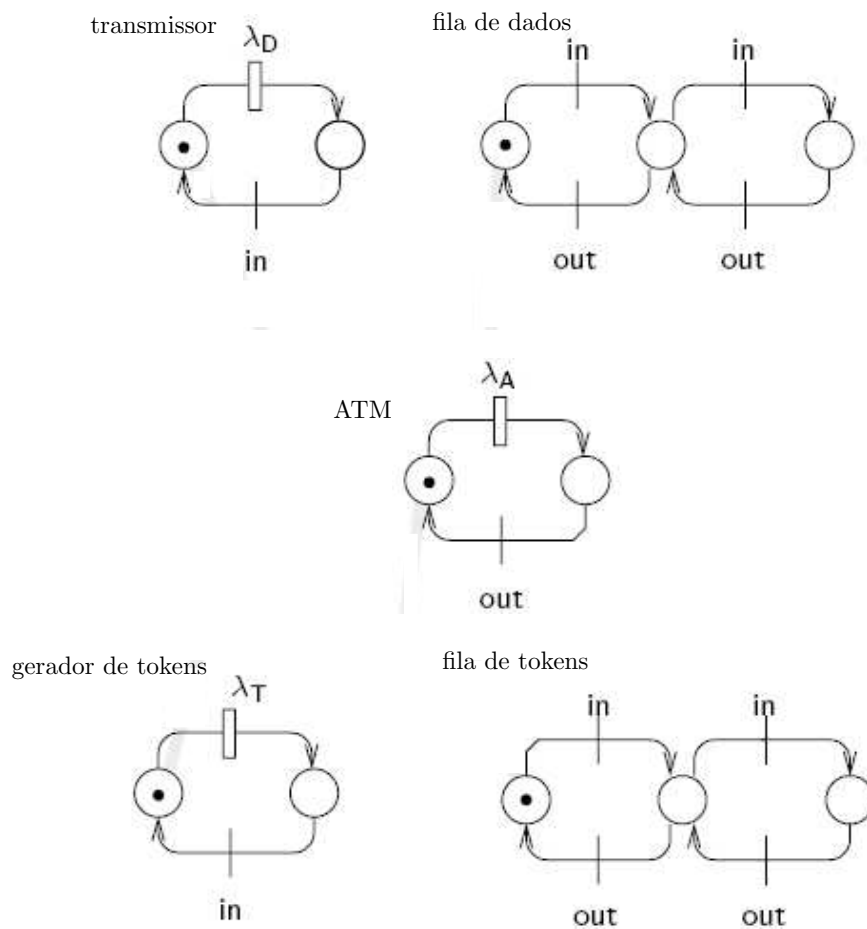 transmissor
λD
fila de dados
in
in
in
out
out
ATM
λA
out
gerador de tokens
λT
fila de tokens
in
in
in
out
out